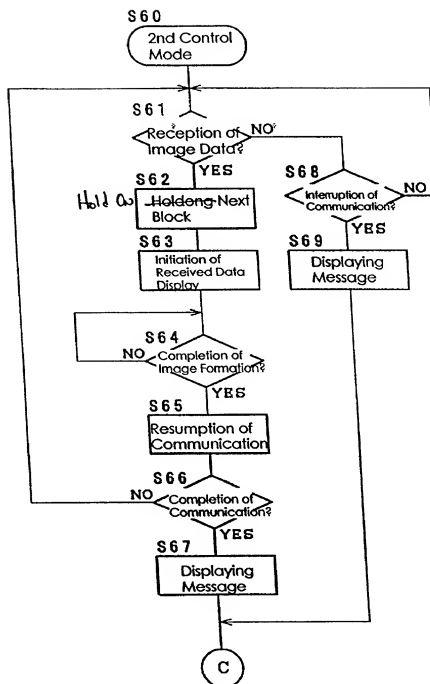 S60
2nd Control
Mode
S61
Reception of
Image Data?
NO
YES
S68
Interruption of
Communication?
NO
YES
S62
Hold On Holdong Next
Block
S69
Displaying
Message
S63
Initiation of
Received Data
Display
S64
Completion of
Image Formation?
NO
YES
S65
Resumption of
Communication
S66
Completion of
Communication?
NO
YES
S67
Displaying
Message
C